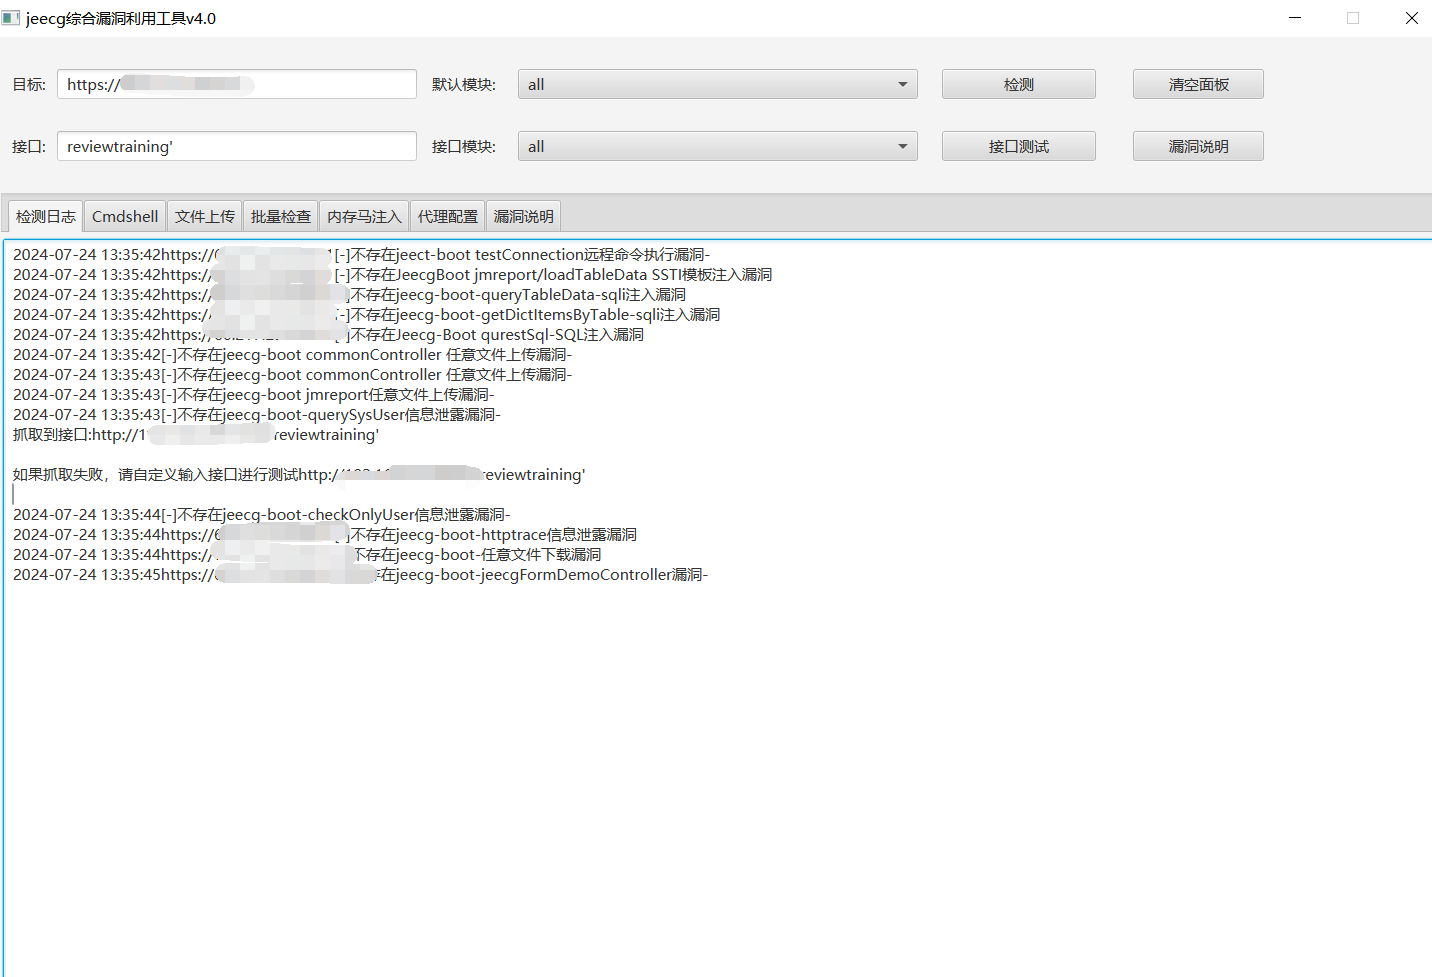 jeecg综合漏洞利用工具v4.0
目标: https:// 默认模块: all 检测 清空面板
接口: reviewtraining' 接口模块: all 接口测试 漏洞说明
检测日志 Cmdshell 文件上传 批量检查 内存马注入 代理配置 漏洞说明
2024-07-24 13:35:42https:// [-]不存在jeect-boot testConnection远程命令执行漏洞-
2024-07-24 13:35:42https:// [-]不存在JeecgBoot jmreport/loadTableData SSTI模板注入漏洞
2024-07-24 13:35:42https:// ]不存在jeecg-boot-queryTableData-sqli注入漏洞
2024-07-24 13:35:42https:// -]不存在jeecg-boot-getDictItemsByTable-sqli注入漏洞
2024-07-24 13:35:42https:// [-]不存在Jeecg-Boot qurestSql-SQL注入漏洞
2024-07-24 13:35:42[-]不存在jeecg-boot commonController 任意文件上传漏洞-
2024-07-24 13:35:43[-]不存在jeecg-boot commonController 任意文件上传漏洞-
2024-07-24 13:35:43[-]不存在jeecg-boot jmreport任意文件上传漏洞-
2024-07-24 13:35:43[-]不存在jeecg-boot-querySysUser信息泄露漏洞-
抓取到接口:http://1 reviewtraining'
如果抓取失败，请自定义输入接口进行测试http:// reviewtraining'
2024-07-24 13:35:44[-]不存在jeecg-boot-checkOnlyUser信息泄露漏洞-
2024-07-24 13:35:44https:// ]不存在jeecg-boot-httptrace信息泄露漏洞
2024-07-24 13:35:44https:// 不存在jeecg-boot-任意文件下载漏洞
2024-07-24 13:35:45https:// 在jeecg-boot-jeecgFormDemoController漏洞-